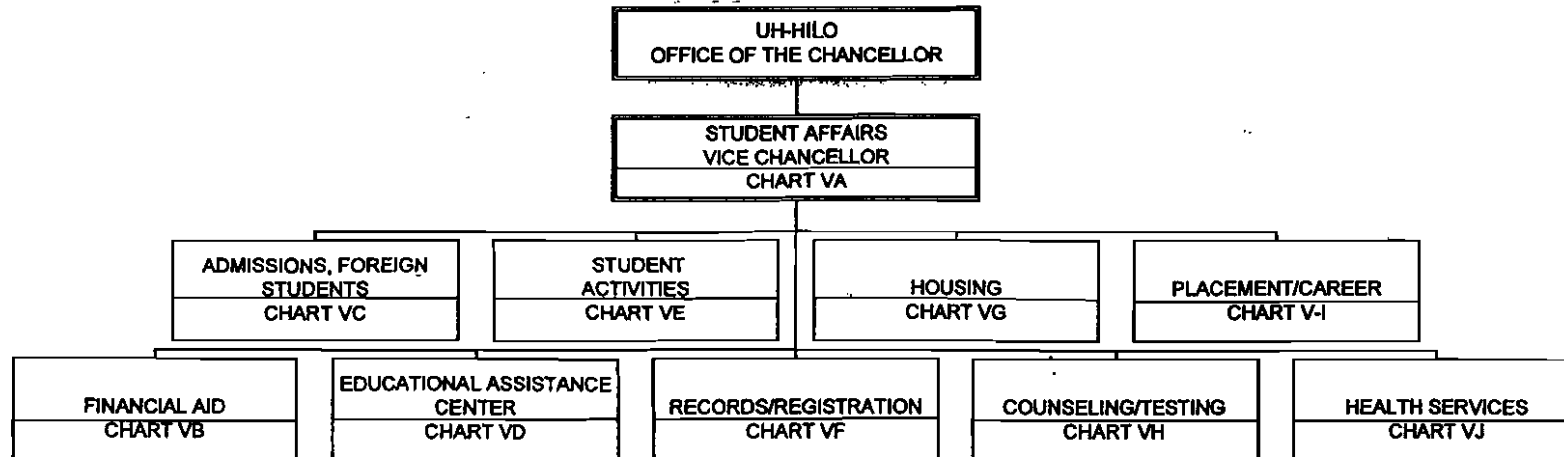 UH-HILO
OFFICE OF THE CHANCELLOR
STUDENT AFFAIRS
VICE CHANCELLOR
CHART VA
ADMISSIONS, FOREIGN
STUDENTS
CHART VC
STUDENT
ACTIVITIES
CHART VE
HOUSING
CHART VG
PLACEMENT/CAREER
CHART V-I
FINANCIAL AID
CHART VB
EDUCATIONAL ASSISTANCE
CENTER
CHART VD
RECORDS/REGISTRATION
CHART VF
COUNSELING/TESTING
CHART VH
HEALTH SERVICES
CHART VJ